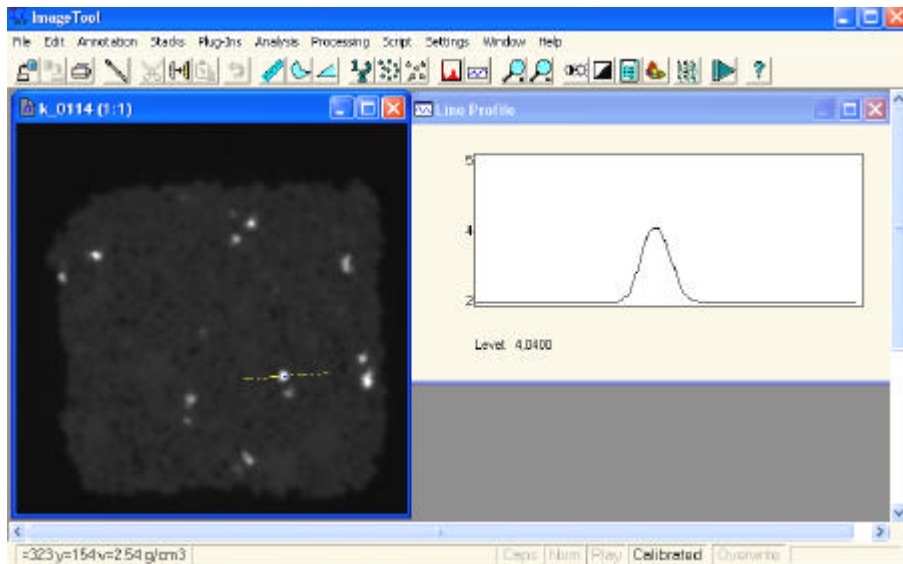 ImageTool
File Edit Annotation Stacks Plug-Ins Analysis Processing Script Settings Window Help
k_0114 (1:1)
Line Profile
5
4
2
Level 4.0400
=323 y=154 v=2.54 g/cm3
Caps Num Play Calibrated Overwrite